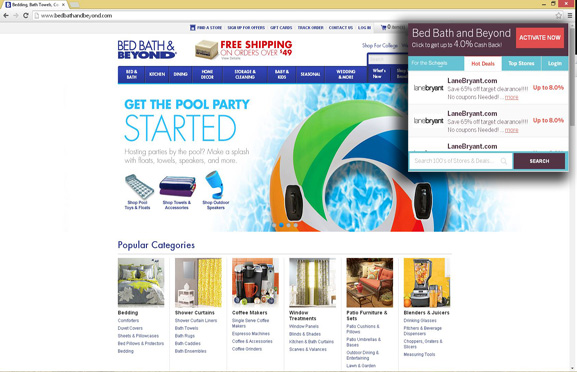 Bedding, Bath Towels, C
www.bedbathandbeyond.com
FIND A STORE
SIGN UP FOR OFFERS
GIFT CARDS
TRACK ORDER
CONTACT US
LOG IN
BED BATH &
BEYOND
FREE SHIPPING
ON ORDERS OVER $49
Shop For College
BED &
BATH
KITCHEN
DINING
HOME
DECOR
STORAGE &
CLEANING
BABY &
KIDS
SEASONAL
WEDDING
& MORE
What's
New
Bed Bath and Beyond
Click to get up to 4.0% Cash Back!
ACTIVATE NOW
For the Schools
Hot Deals
Top Stores
Login
lanebryant
LaneBryant.com
Save 65% off target clearance!!!!
No coupons Needed! ... more
Up to 8.0%
lanebryant
LaneBryant.com
Save 65% off target clearance!!!!
No coupons Needed! ... more
Up to 8.0%
LaneBryant.com
Search 100's of Stores & Deals...
SEARCH
GET THE POOL PARTY
STARTED
Hosting parties by the pool? Make a splash
with floats, towels, speakers, and more.
Shop Pool
Toys & Floats
Shop Towels &
Accessories
Shop Outdoor
Speakers
Popular Categories
Bedding
Comforters
Duvet Covers
Sheets & Pillowcases
Bed Pillows & Protectors
Bedding
Shower Curtains
Shower Curtain Liners
Bath Towels
Bath Rugs
Bath Caddies
Bath Ensembles
Coffee Makers
Single Serve Coffee
Makers
Espresso Machines
Coffee & Accessories
Coffee Grinders
Window
Treatments
Window Panels
Blinds & Shades
Kitchen & Bath Curtains
Scarves & Valances
Patio Furniture &
Sets
Patio Cushions &
Pillows
Patio Umbrellas &
Bases
Outdoor Dining &
Entertaining
Lawn & Garden
Blenders & Juicers
Drinking Glasses
Pitchers & Beverage
Dispensers
Choppers, Graters &
Slicers
Measuring Tools